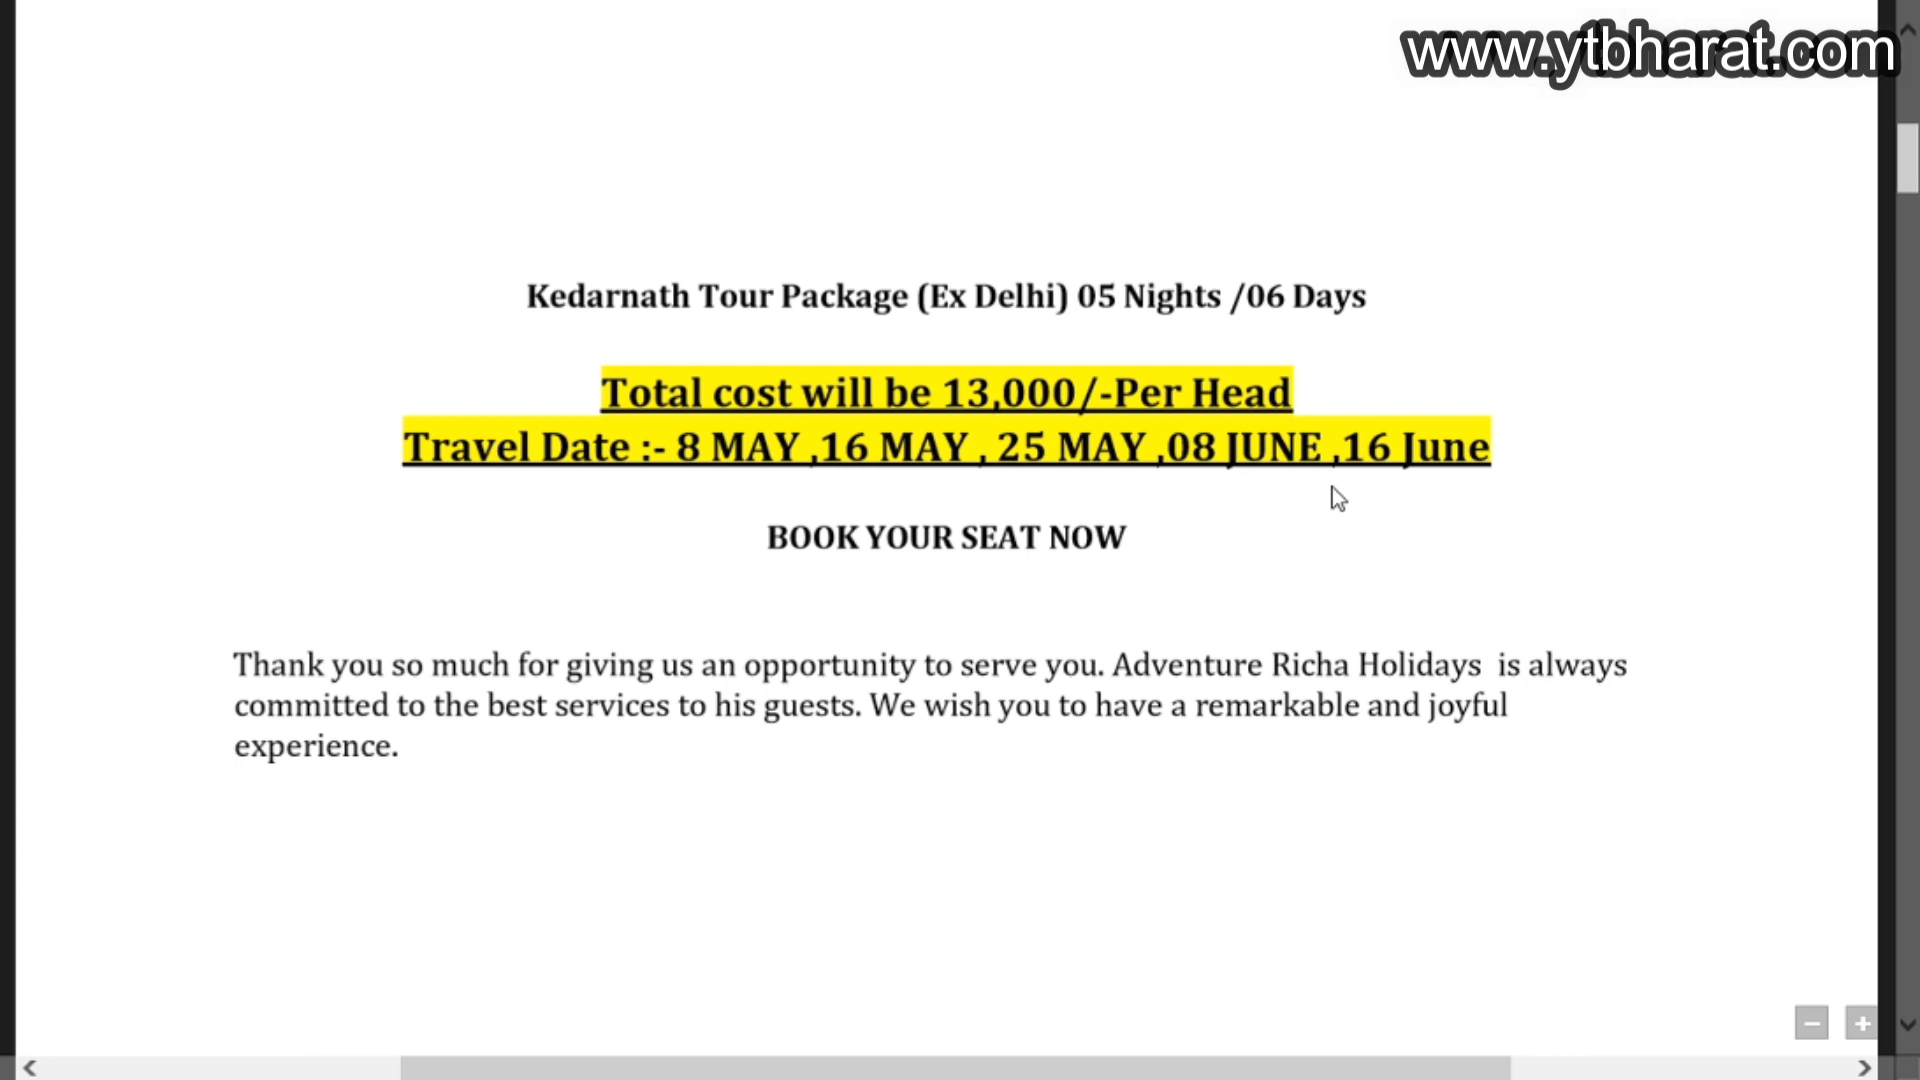 www.ytbharat.com
Kedarnath Tour Package (Ex Delhi) 05 Nights /06 Days
Total cost will be 13,000/-Per Head
Travel Date :- 8 MAY ,16 MAY , 25 MAY ,08 JUNE ,16 June
BOOK YOUR SEAT NOW
Thank you so much for giving us an opportunity to serve you. Adventure Richa Holidays  is always
committed to the best services to his guests. We wish you to have a remarkable and joyful
experience.